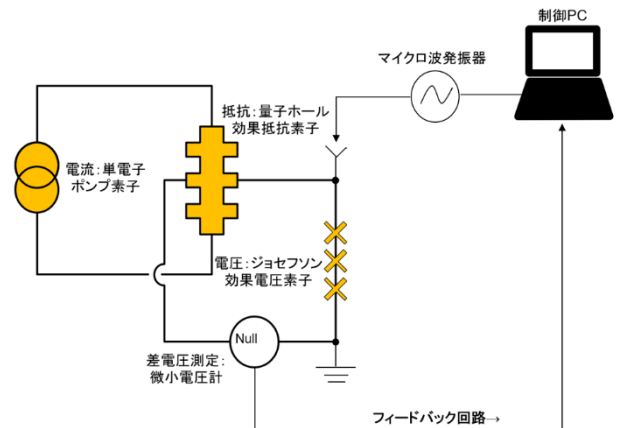 制御PC
マイクロ波発振器
抵抗：量子ホール
効果抵抗素子
電流：単電子
ポンプ素子
電圧：ジョセフソン
効果電圧素子
Null
差電圧測定：
微小電圧計
フィードバック回路→